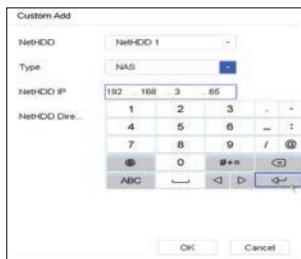 Custom Add
NetHDD
NetHDD 1
Type
NAS
NetHDD IP
192 . 168 . 3 . 65
NetHDD Dire...
1 2 3 . -
4 5 6 _ :
7 8 9 / @
0 #+=
ABC
OK Cancel